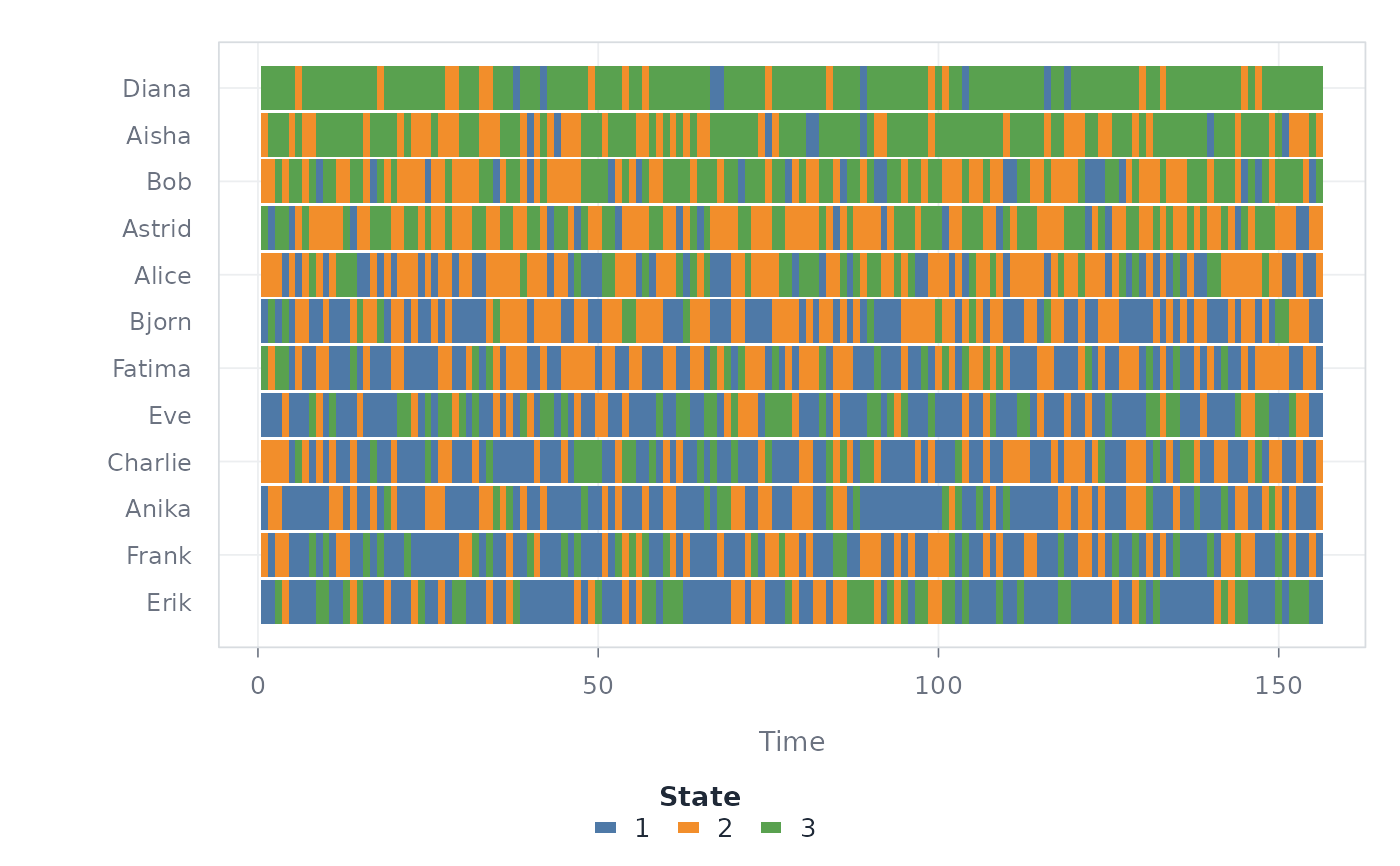 Diana
Aisha
Bob
Astrid
Alice
Bjorn
Fatima
Eve
Charlie
Anika
Frank
Erik
0 50 100 150
Time
State
1 2 3